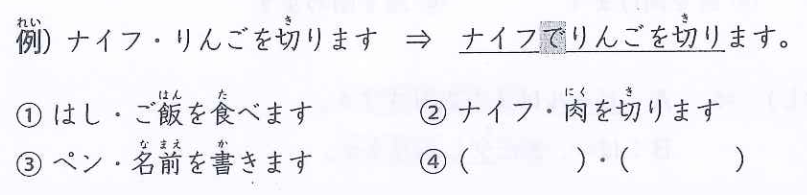 例) ナイフ・りんごを切ります ⇒ ナイフでりんごを切ります。
① はし・ご飯を食べます ② ナイフ・肉を切ります
③ ペン・名前を書きます ④ (　　　)・(　　　)